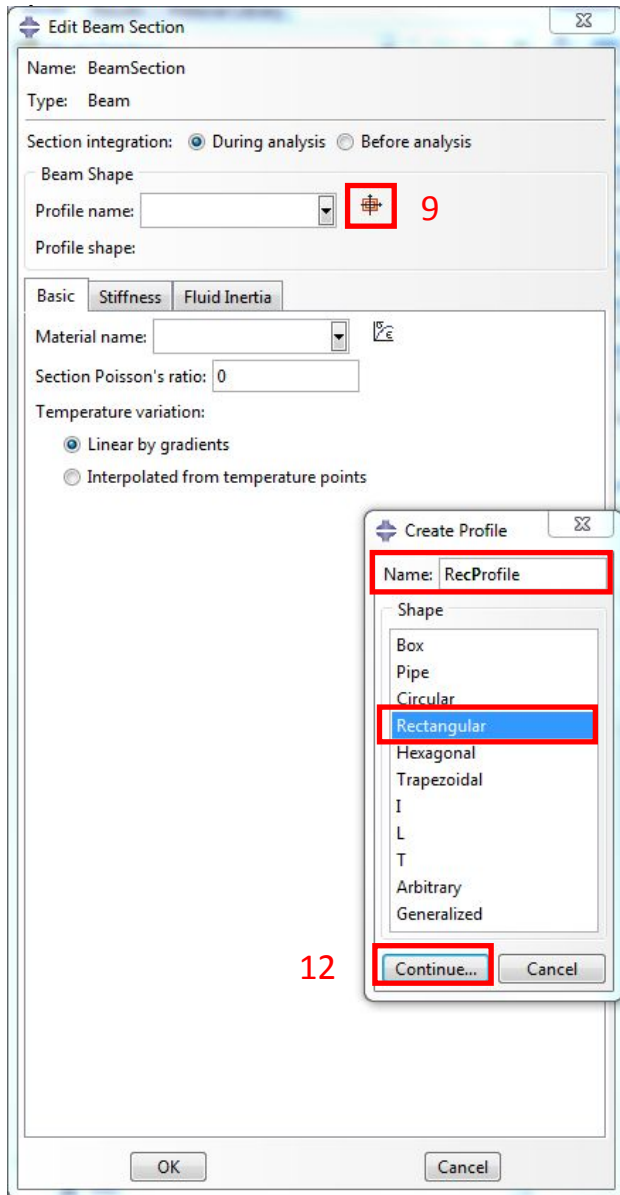 Edit Beam Section
Name: BeamSection
Type: Beam
Section integration: During analysis Before analysis
Beam Shape
Profile name: 9
Profile shape:
Basic Stiffness Fluid Inertia
Material name:
Section Poisson's ratio: 0
Temperature variation:
Linear by gradients
Interpolated from temperature points
Create Profile
Name: RecProfile
Shape
Box
Pipe
Circular
Rectangular
Hexagonal
Trapezoidal
I
L
T
Arbitrary
Generalized
12 Continue... Cancel
OK Cancel